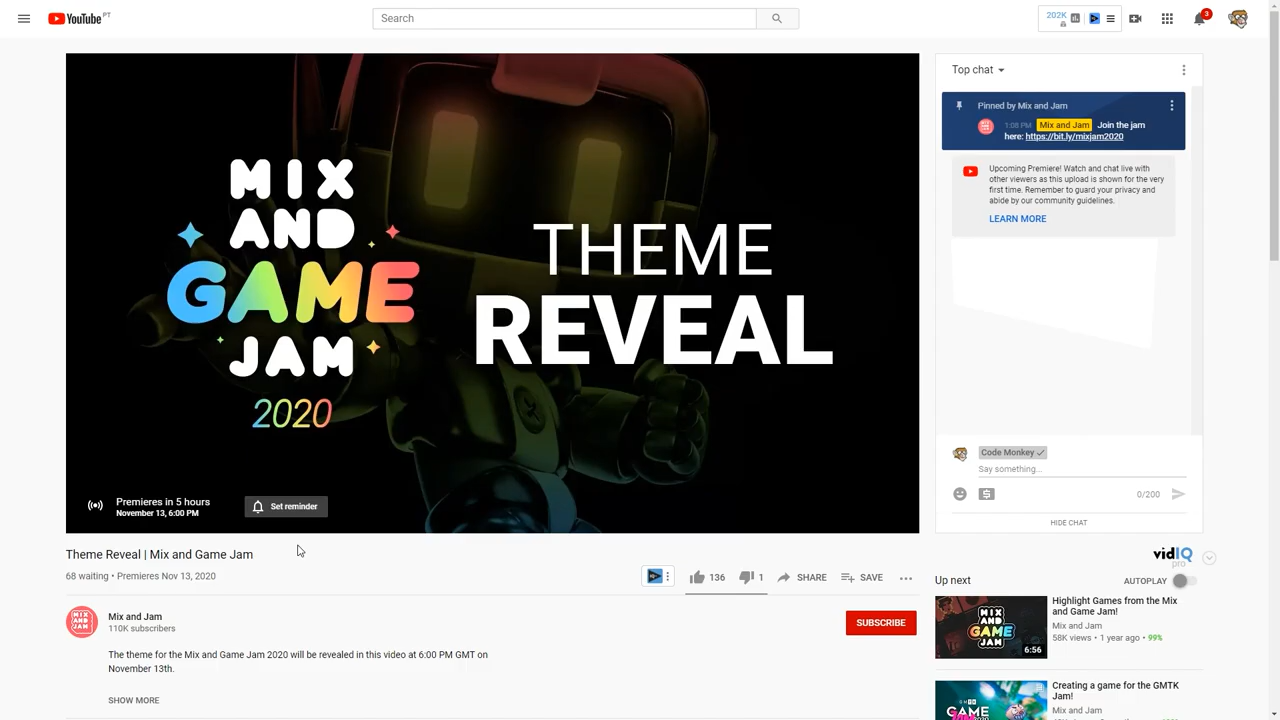 YouTube PT
Search
202K
3
MIX
AND
GAME
JAM
2020
THEME
REVEAL
Premieres in 5 hours
November 13, 6:00 PM
Set reminder
Theme Reveal | Mix and Game Jam
68 waiting • Premieres Nov 13, 2020
136
1
SHARE
SAVE
Mix and Jam
110K subscribers
SUBSCRIBE
The theme for the Mix and Game Jam 2020 will be revealed in this video at 6:00 PM GMT on
November 13th.
SHOW MORE
Top chat
Pinned by Mix and Jam
1:08 PM Mix and Jam Join the jam
here: https://bit.ly/mixjam2020
Upcoming Premiere! Watch and chat live with
other viewers as this upload is shown for the very
first time. Remember to guard your privacy and
abide by our community guidelines.
LEARN MORE
Code Monkey
Say something...
0/200
HIDE CHAT
vidIQ
pro
Up next
AUTOPLAY
MIX
AND
GAME
JAM
6:56
Highlight Games from the Mix
and Game Jam!
Mix and Jam
58K views • 1 year ago • 99%
GAME
Creating a game for the GMTK
Jam!
Mix and Jam